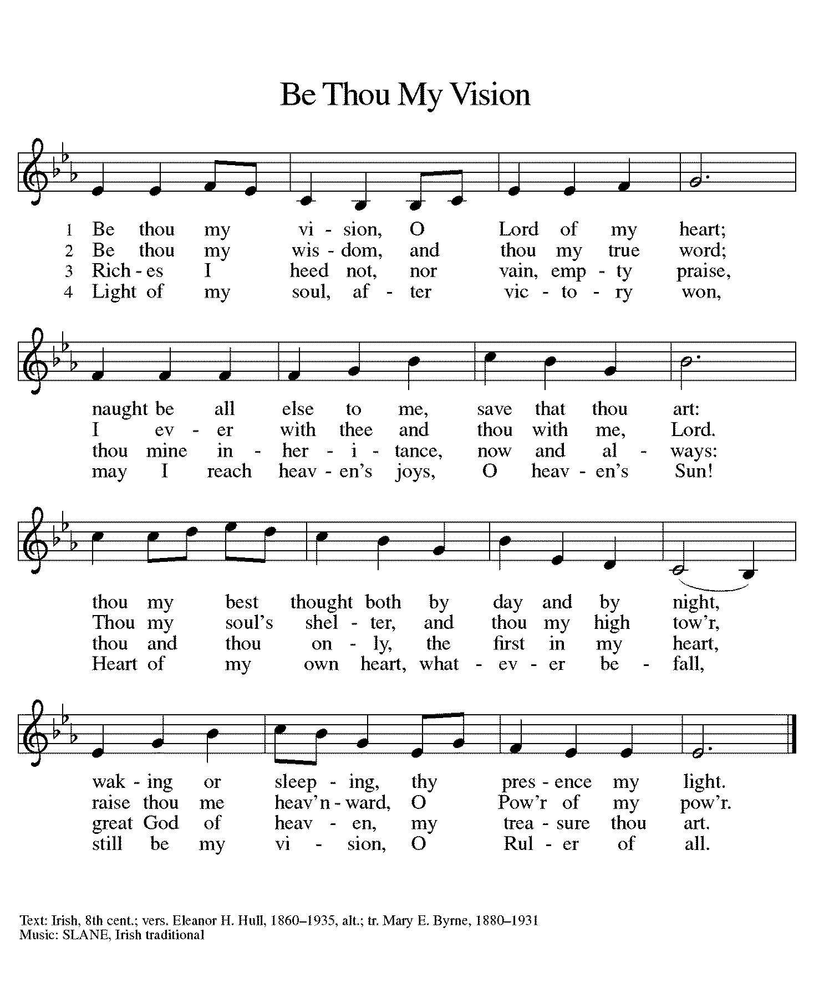 Be Thou My Vision
1 Be thou my vi - sion, O Lord of my heart;
2 Be thou my wis - dom, and thou my true word;
3 Rich - es I heed not, nor vain, emp - ty praise,
4 Light of my soul, af - ter vic - to - ry won,
naught be all else to me, save that thou art:
I ev - er with thee and thou with me, Lord.
thou mine in - her - i - tance, now and al - ways:
may I reach heav - en's joys, O heav - en's Sun!
thou my best thought both by day and by night,
Thou my soul's shel - ter, and thou my high tow'r,
thou and thou on - ly, the first in my heart,
Heart of my own heart, what - ev - er be - fall,
wak - ing or sleep - ing, thy pres - ence my light.
raise thou me heav'n - ward, O Pow'r of my pow'r.
great God of heav - en, my trea - sure thou art.
still be my vi - sion, O Rul - er of all.
Text: Irish, 8th cent.; vers. Eleanor H. Hull, 1860–1935, alt.; tr. Mary E. Byrne, 1880–1931
Music: SLANE, Irish traditional